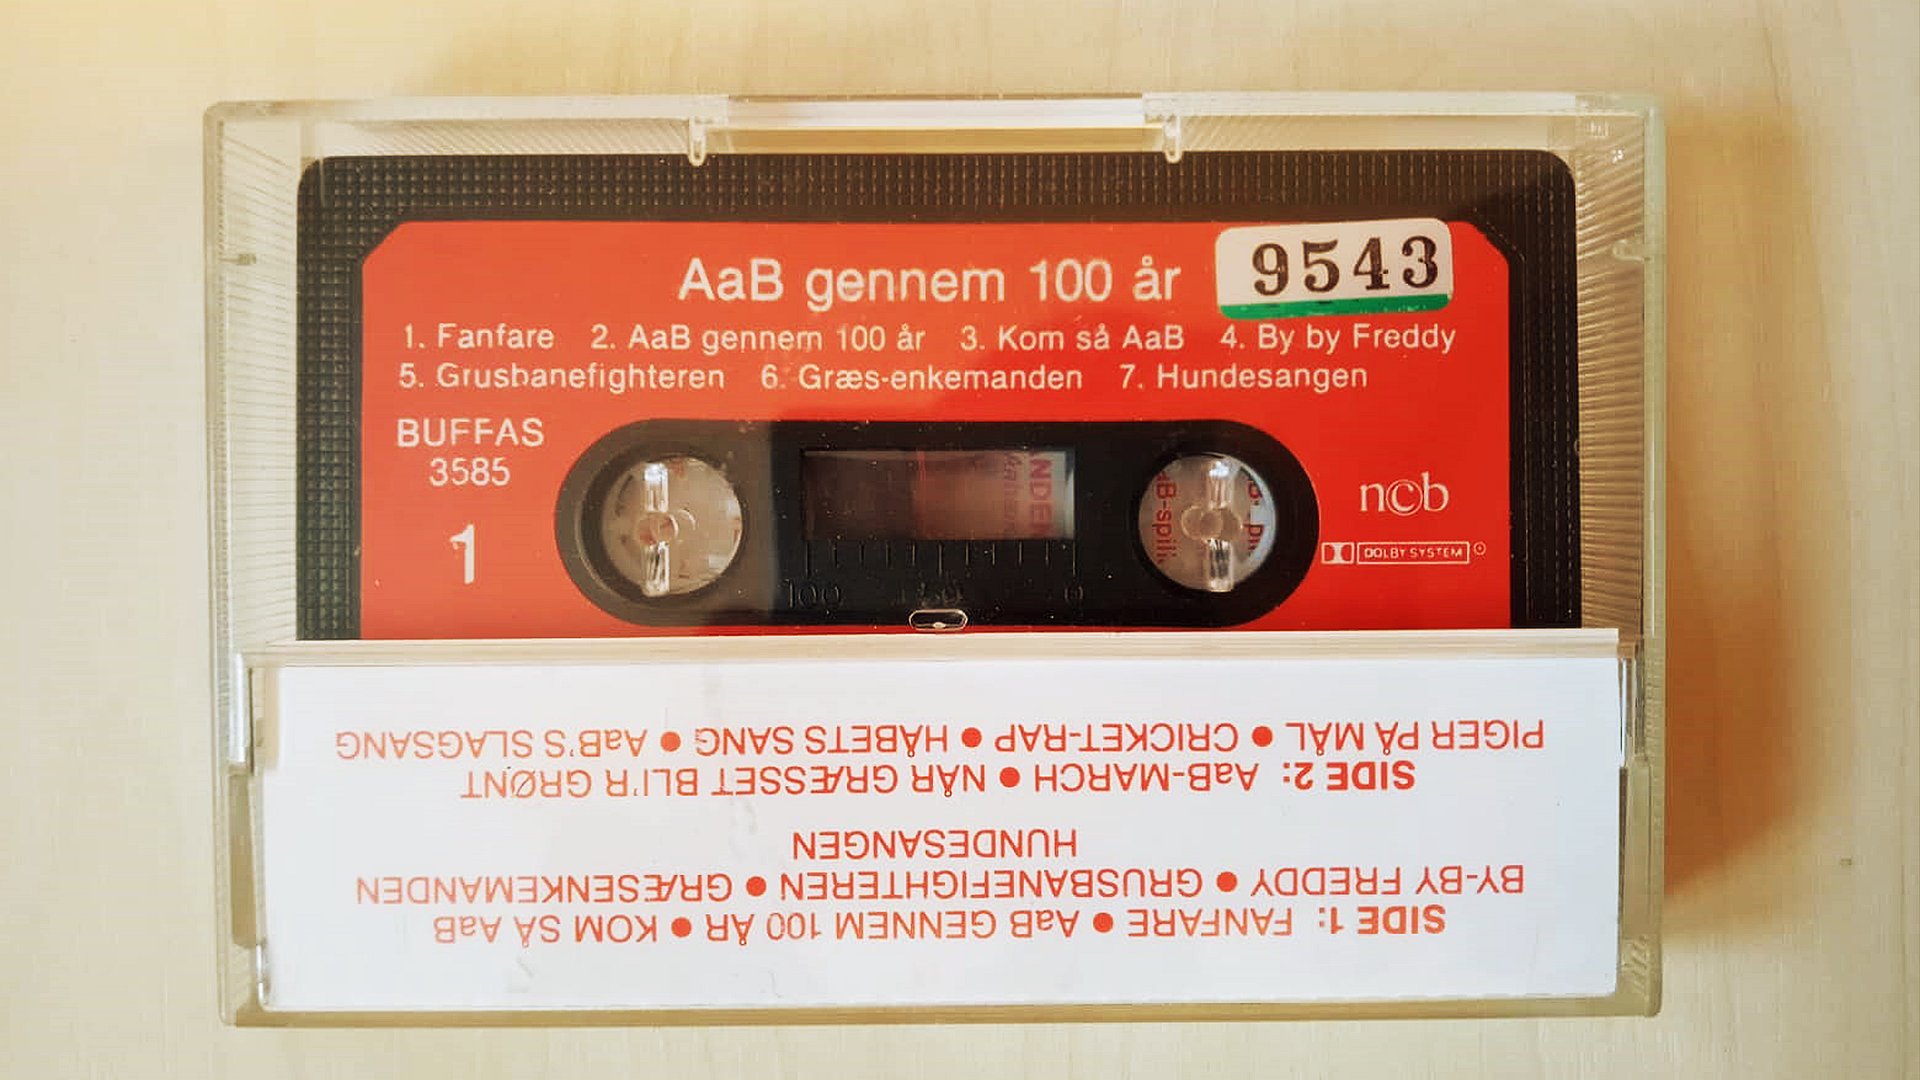 AaB gennem 100 år
9543
1. Fanfare 2. AaB gennem 100 år 3. Kom så AaB 4. By by Freddy
5. Grusbanefighteren 6. Græs-enkemanden 7. Hundesangen
BUFFAS
3585
1
ncb
DOLBY SYSTEM
100 50 0
SIDE 1: FANFARE ● AaB GENNEM 100 ÅR ● KOM SÅ AaB
BY-BY FREDDY ● GRUSBANEFIGHTEREN ● GRÆSENKEMANDEN
HUNDESANGEN
SIDE 2: AaB-MARCH ● NÅR GRÆSSET BLI'R GRØNT
PIGER PÅ MÅL ● CRICKET-RAP ● HÅBETS SANG ● AaB'S SLAGSANG